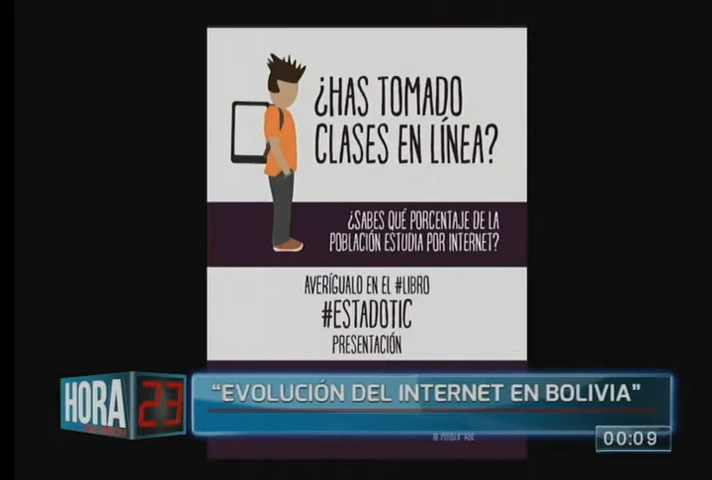 ¿HAS TOMADO
CLASES EN LÍNEA?
¿SABES QUÉ PORCENTAJE DE LA
POBLACIÓN ESTUDIA POR INTERNET?
AVERÍGUALO EN EL #LIBRO
#ESTADOTIC
PRESENTACIÓN
HORA
23
“EVOLUCIÓN DEL INTERNET EN BOLIVIA”
00:09